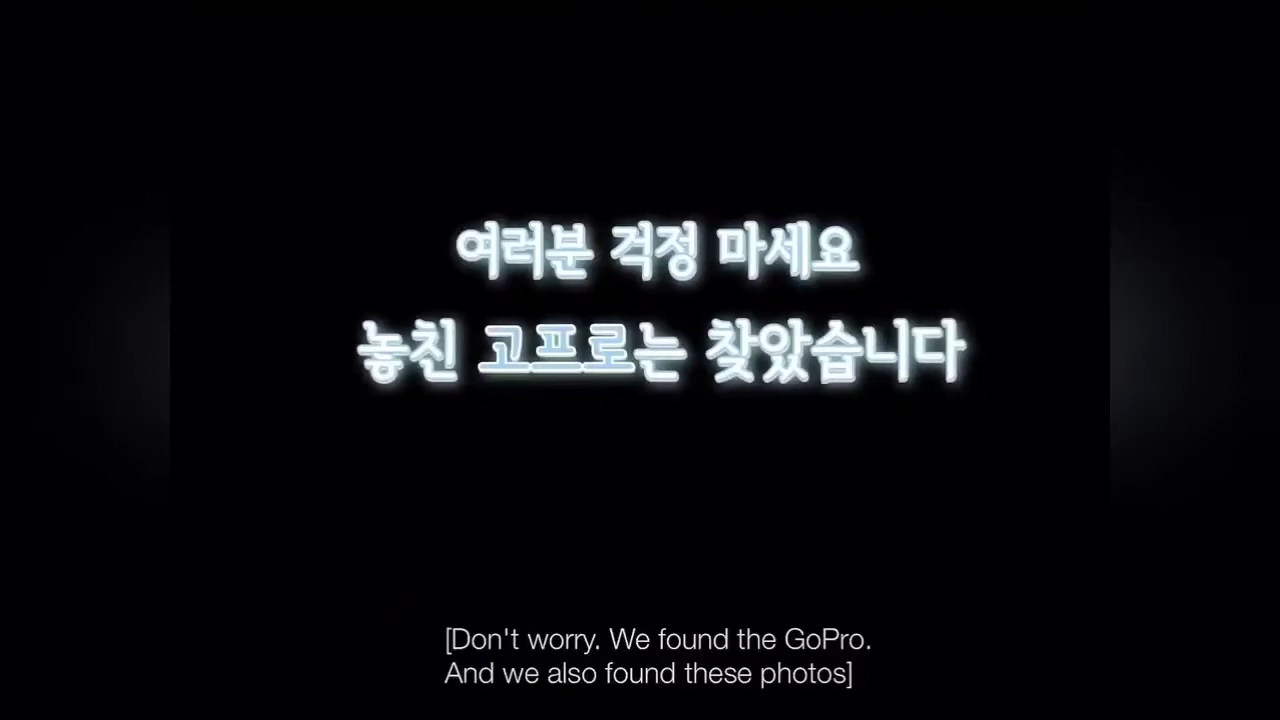 여러분 걱정 마세요
놓친 고프로는 찾았습니다
[Don't worry. We found the GoPro.
And we also found these photos]